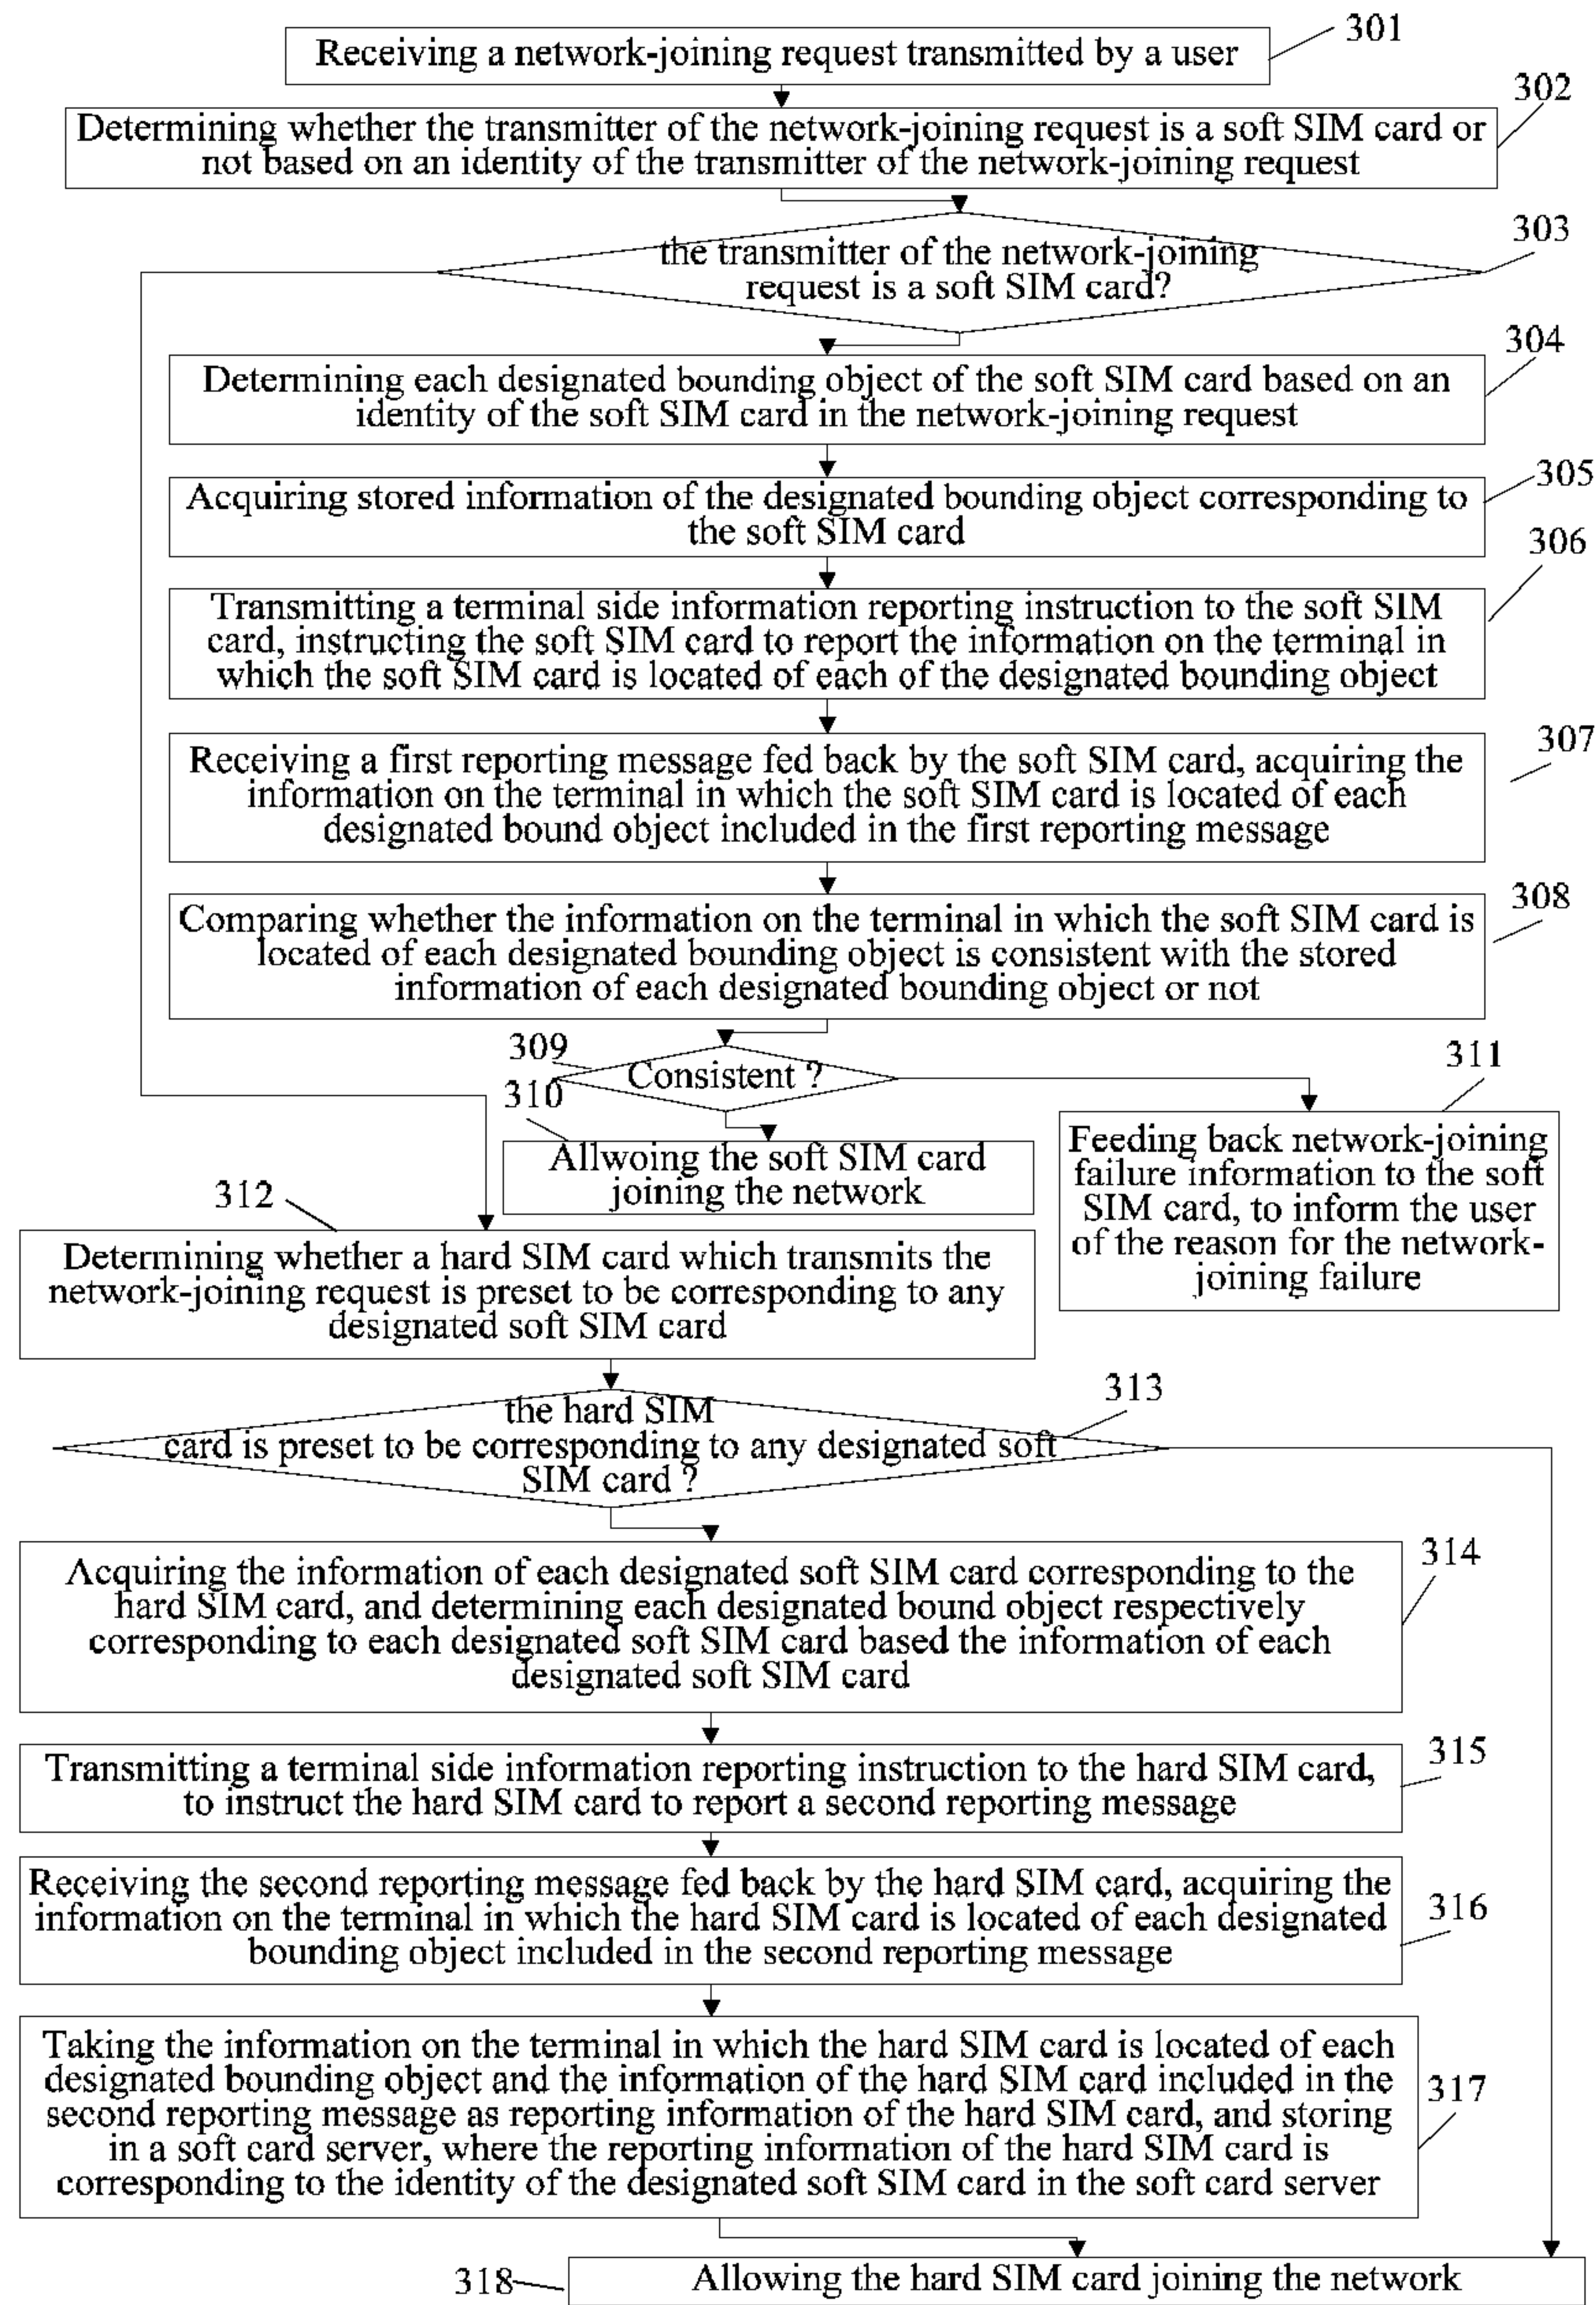 301
Receiving a network-joining request transmitted by a user
302
Determining whether the transmitter of the network-joining request is a soft SIM card or
not based on an identity of the transmitter of the network-joining request
303
the transmitter of the network-joining
request is a soft SIM card?
304
Determining each designated bounding object of the soft SIM card based on an
identity of the soft SIM card in the network-joining request
305
Acquiring stored information of the designated bounding object corresponding to
the soft SIM card
306
Transmitting a terminal side information reporting instruction to the soft SIM
card, instructing the soft SIM card to report the information on the terminal in
which the soft SIM card is located of each of the designated bounding object
307
Receiving a first reporting message fed back by the soft SIM card, acquiring the
information on the terminal in which the soft SIM card is located of each
designated bound object included in the first reporting message
308
Comparing whether the information on the terminal in which the soft SIM card is
located of each designated bounding object is consistent with the stored
information of each designated bounding object or not
309
Consistent ?
310
Allwoing the soft SIM card
joining the network
311
Feeding back network-joining
failure information to the soft
SIM card, to inform the user
of the reason for the network-
joining failure
312
Determining whether a hard SIM card which transmits the
network-joining request is preset to be corresponding to any
designated soft SIM card
313
the hard SIM
card is preset to be corresponding to any designated soft
SIM card ?
314
Acquiring the information of each designated soft SIM card corresponding to the
hard SIM card, and determining each designated bound object respectively
corresponding to each designated soft SIM card based the information of each
designated soft SIM card
315
Transmitting a terminal side information reporting instruction to the hard SIM card,
to instruct the hard SIM card to report a second reporting message
316
Receiving the second reporting message fed back by the hard SIM card, acquiring the
information on the terminal in which the hard SIM card is located of each designated
bounding object included in the second reporting message
317
Taking the information on the terminal in which the hard SIM card is located of each
designated bounding object and the information of the hard SIM card included in the
second reporting message as reporting information of the hard SIM card, and storing
in a soft card server, where the reporting information of the hard SIM card is
corresponding to the identity of the designated soft SIM card in the soft card server
318
Allowing the hard SIM card joining the network